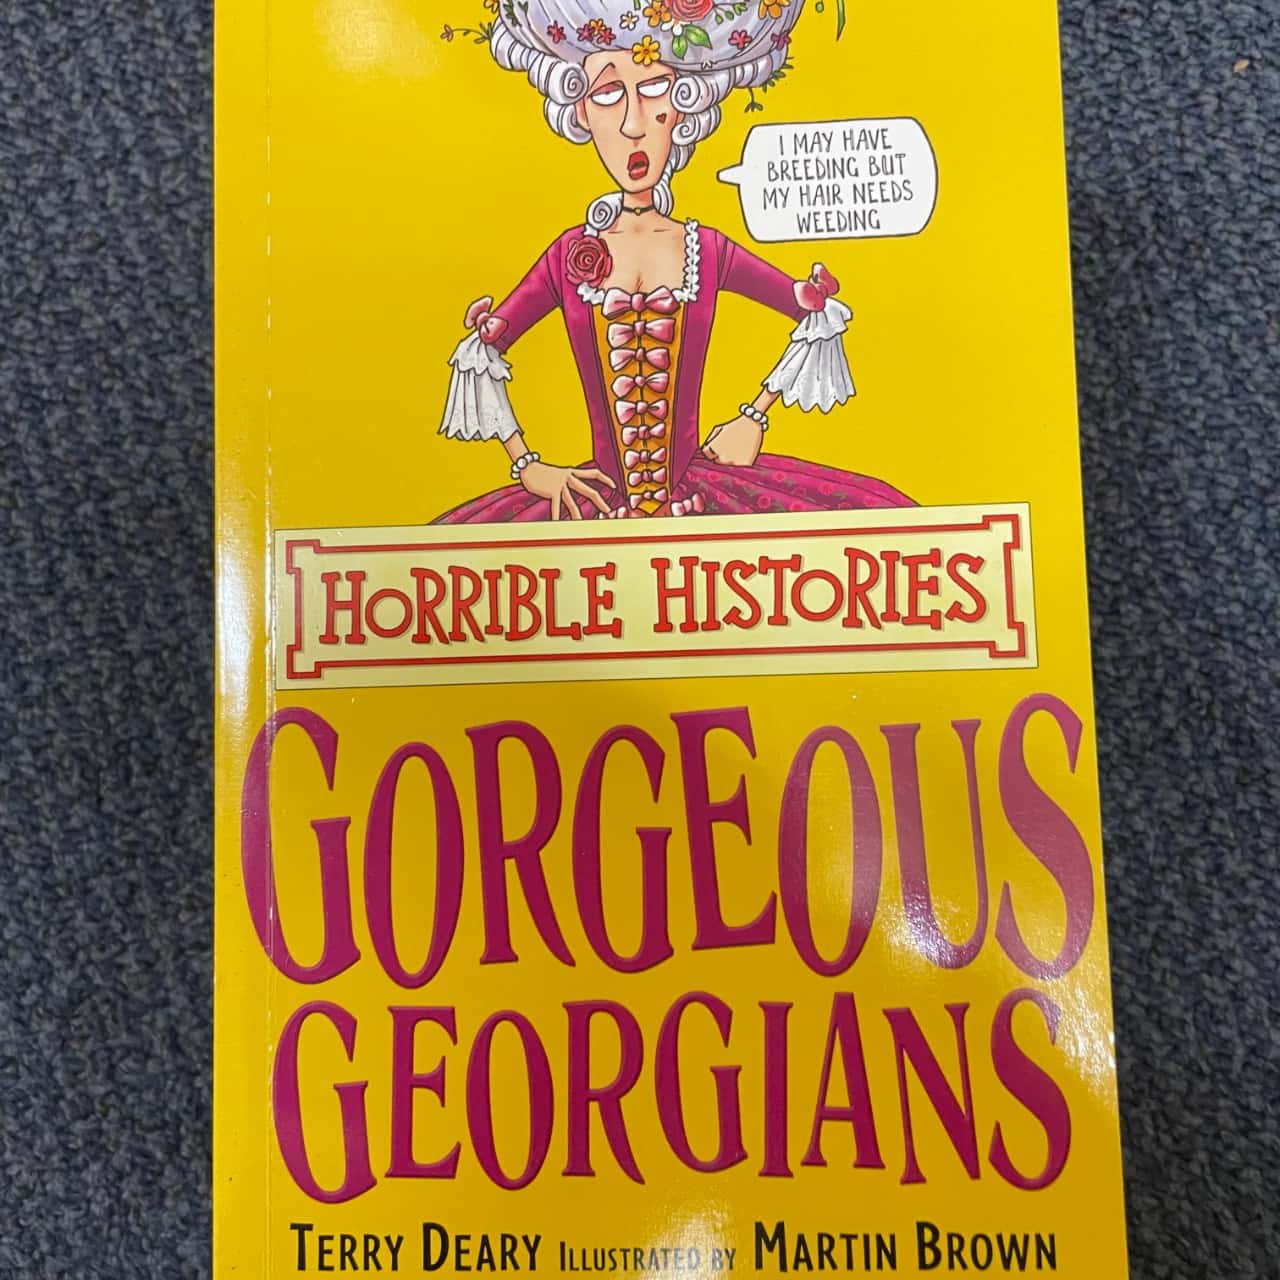 I MAY HAVE
BREEDING BUT
MY HAIR NEEDS
WEEDING
HORRIBLE HISTORIES
GORGEOUS
GEORGIANS
TERRY DEARY ILLUSTRATED BY MARTIN BROWN